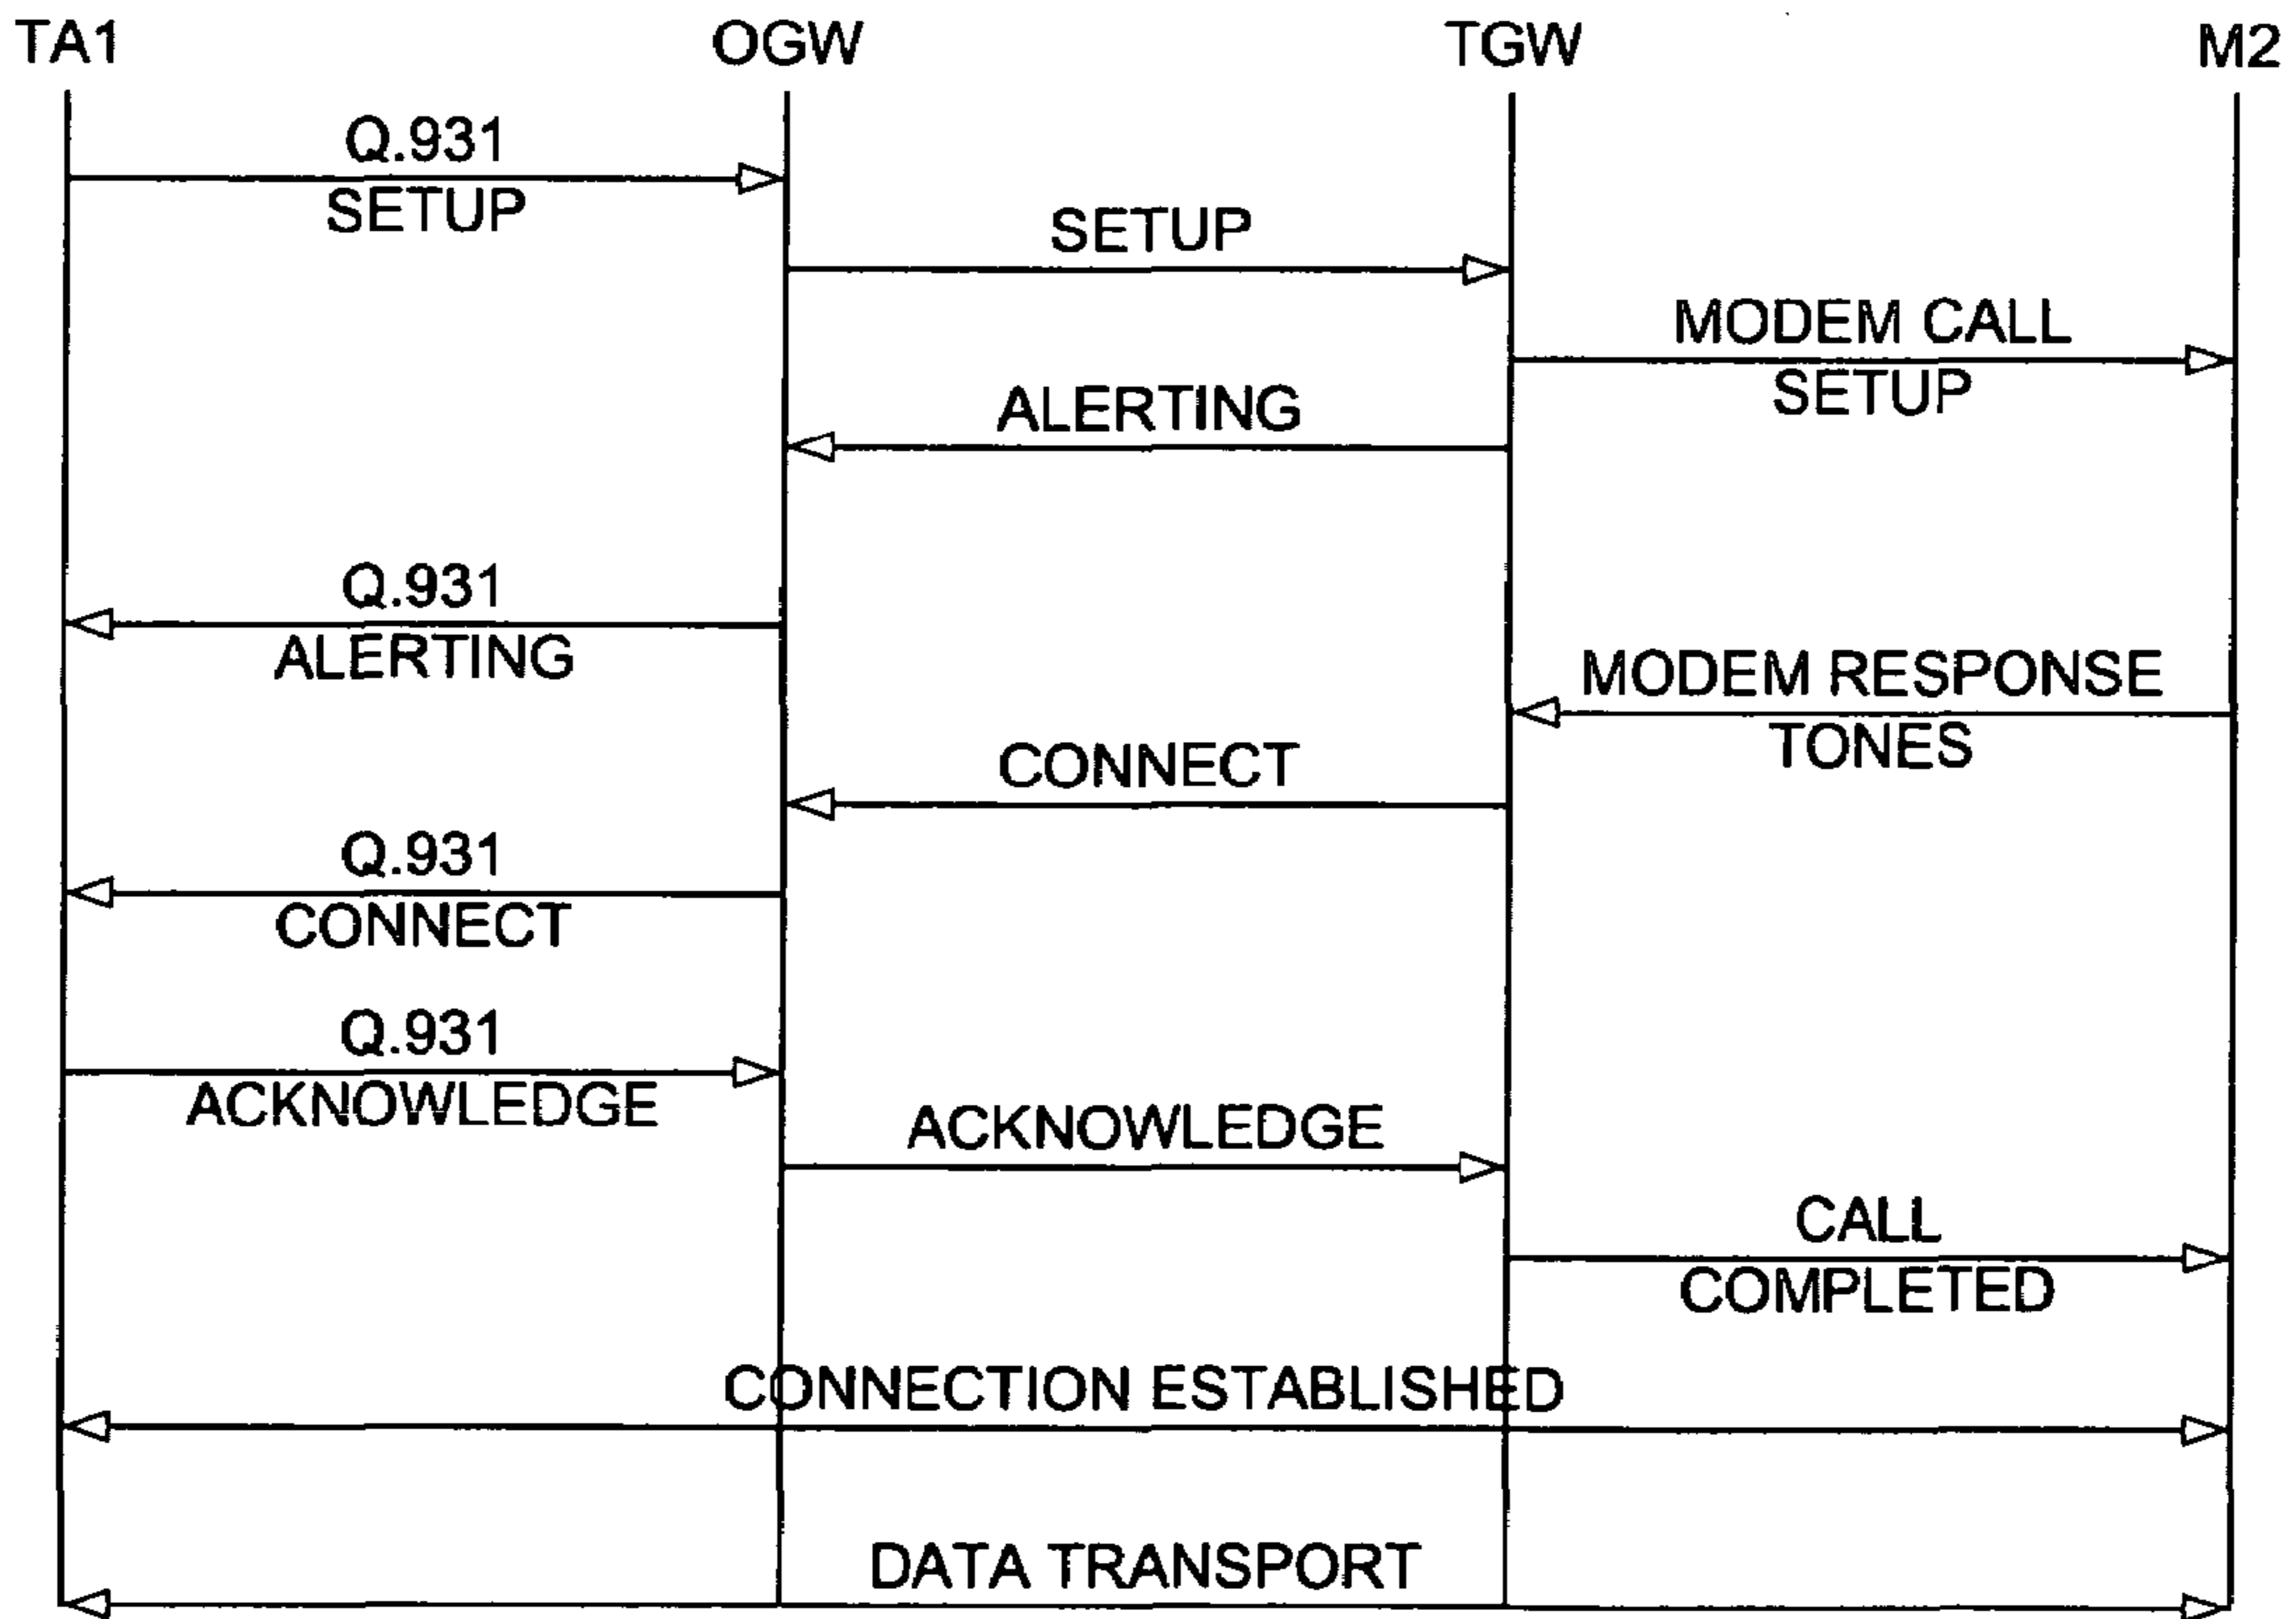 TA1 OGW TGW M2
Q.931
SETUP
SETUP
MODEM CALL
SETUP
ALERTING
Q.931
ALERTING
MODEM RESPONSE
TONES
CONNECT
Q.931
CONNECT
Q.931
ACKNOWLEDGE
ACKNOWLEDGE
CALL
COMPLETED
CONNECTION ESTABLISHED
DATA TRANSPORT